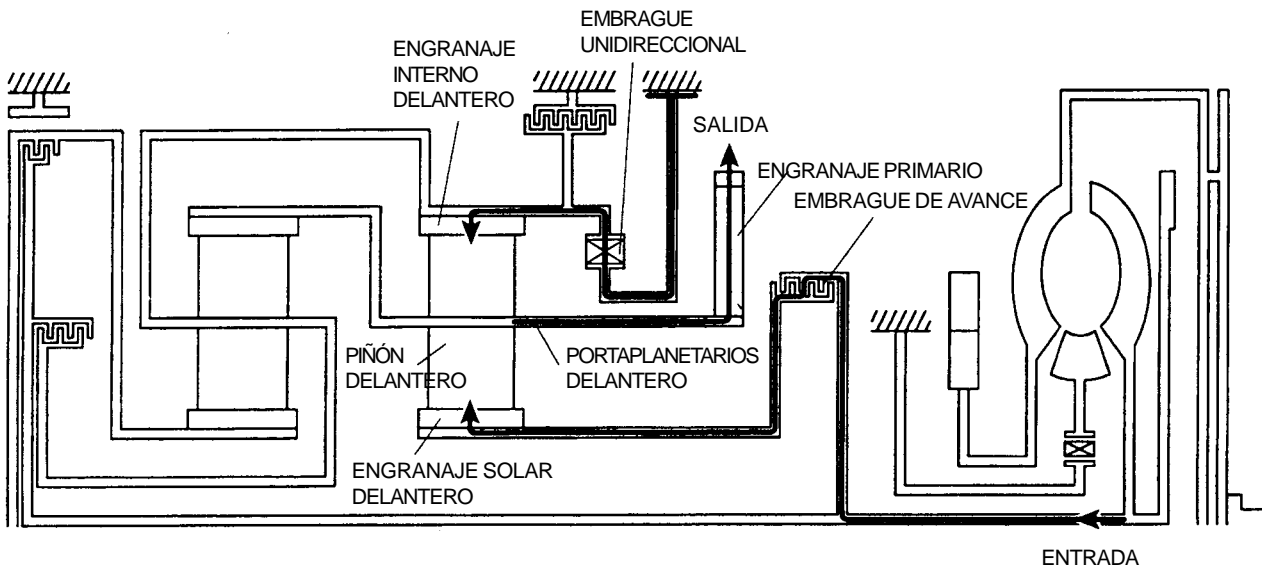 EMBRAGUE
UNIDIRECCIONAL
ENGRANAJE
INTERNO
DELANTERO
SALIDA
ENGRANAJE PRIMARIO
EMBRAGUE DE AVANCE
PIÑÓN
DELANTERO
PORTAPLANETARIOS
DELANTERO
ENGRANAJE SOLAR
DELANTERO
ENTRADA